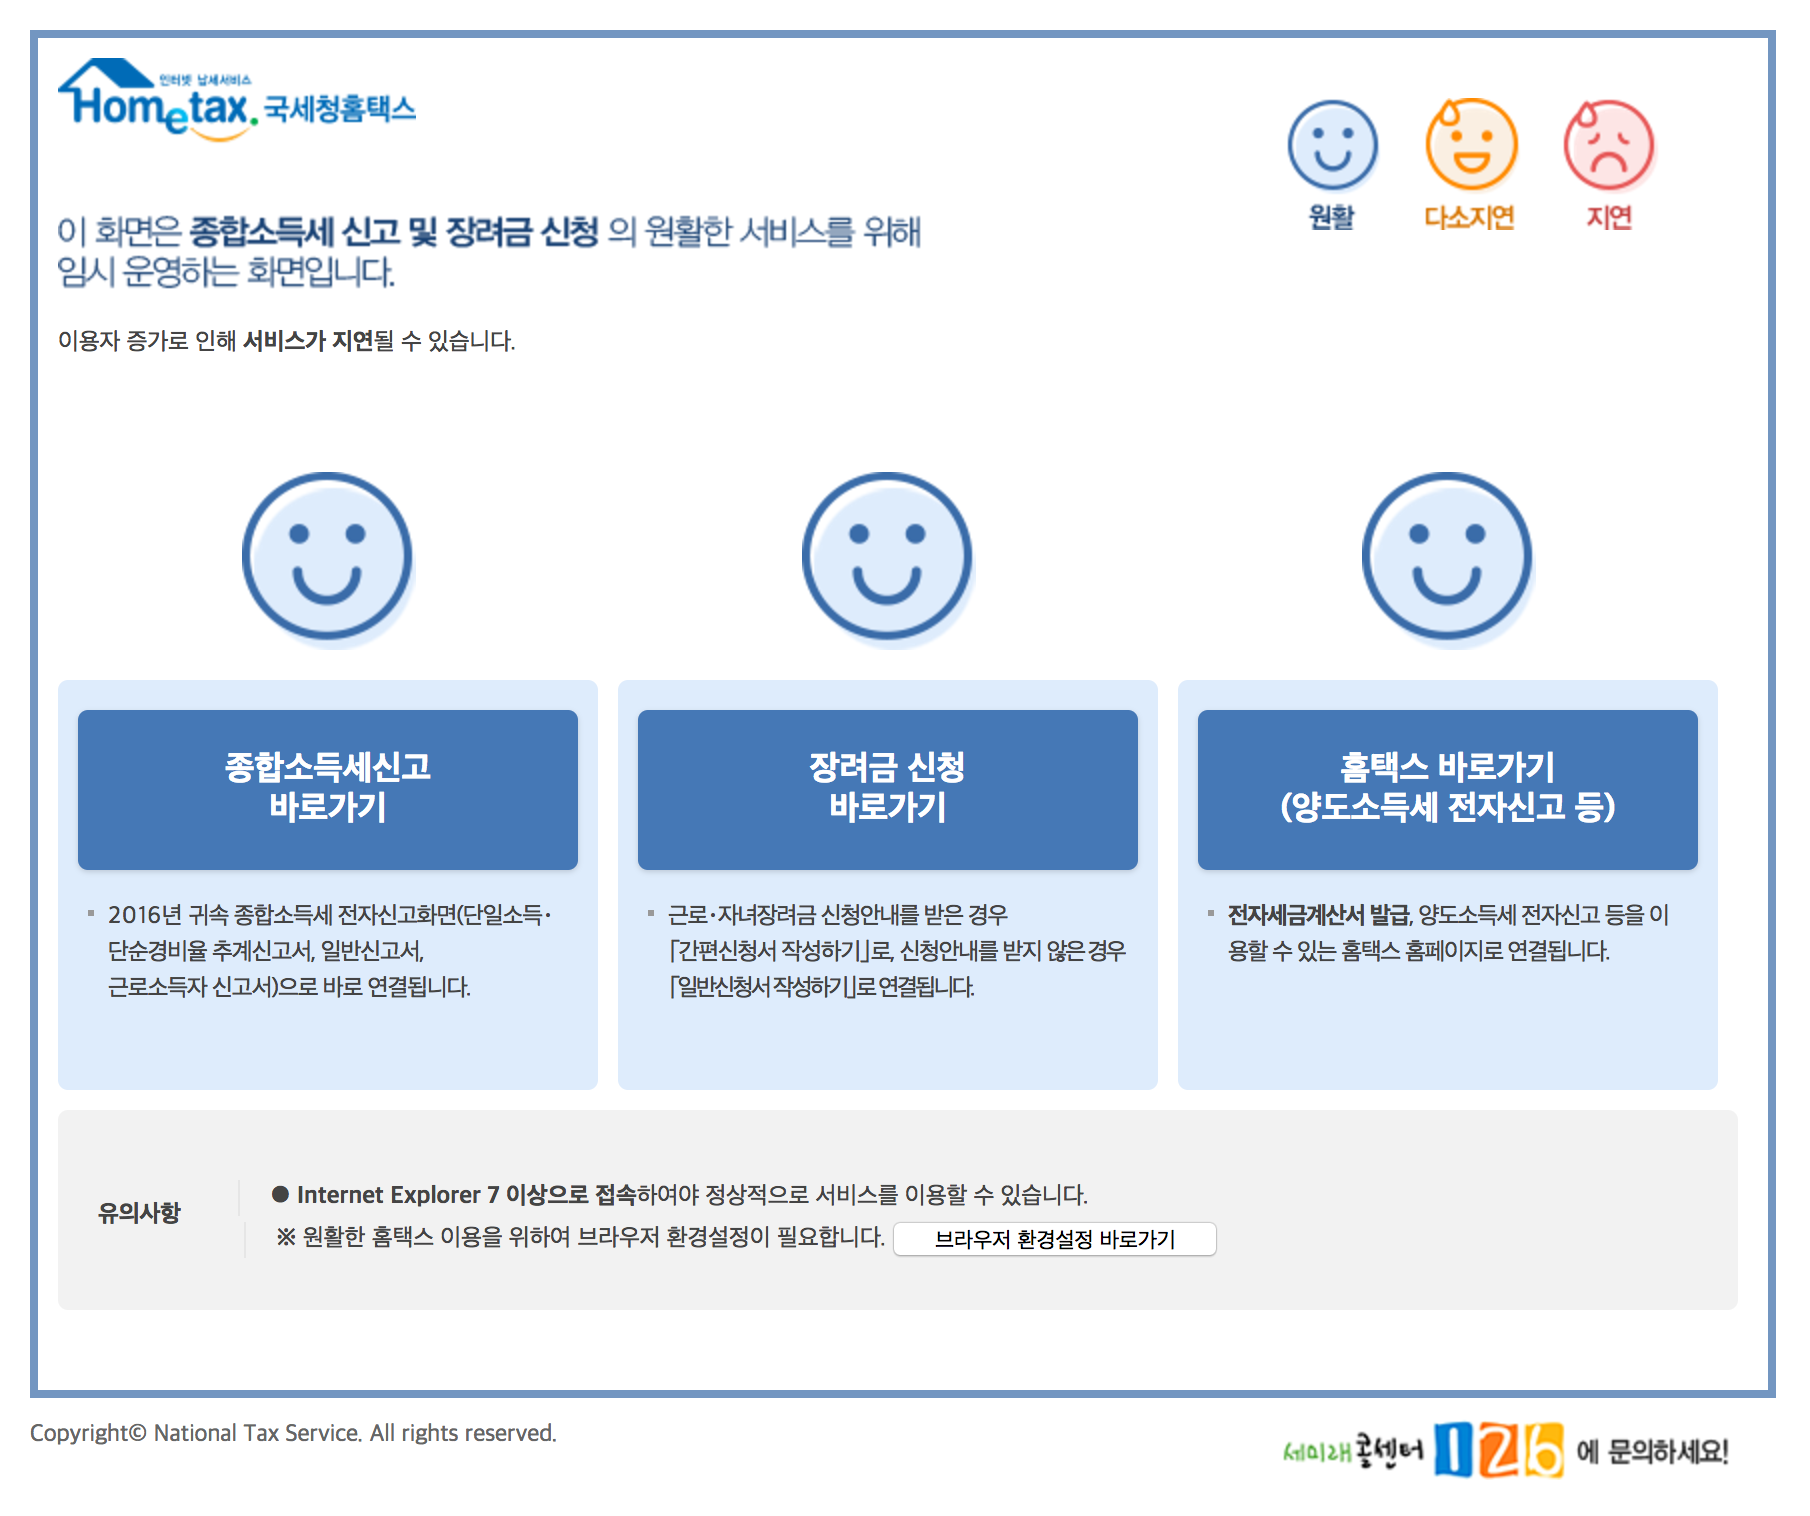 인터넷 납세서비스
Hometax. 국세청홈택스
원활 다소지연 지연
이 화면은 종합소득세 신고 및 장려금 신청 의 원활한 서비스를 위해
임시 운영하는 화면입니다.
이용자 증가로 인해 서비스가 지연될 수 있습니다.
종합소득세신고
바로가기
2016년 귀속 종합소득세 전자신고화면(단일소득·
단순경비율 추계신고서, 일반신고서,
근로소득자 신고서)으로 바로 연결됩니다.
장려금 신청
바로가기
근로·자녀장려금 신청안내를 받은 경우
「간편신청서 작성하기」로, 신청안내를 받지 않은 경우
「일반신청서 작성하기」로 연결됩니다.
홈택스 바로가기
(양도소득세 전자신고 등)
전자세금계산서 발급, 양도소득세 전자신고 등을 이
용할 수 있는 홈택스 홈페이지로 연결됩니다.
유의사항
● Internet Explorer 7 이상으로 접속하여야 정상적으로 서비스를 이용할 수 있습니다.
※ 원활한 홈택스 이용을 위하여 브라우저 환경설정이 필요합니다. 브라우저 환경설정 바로가기
Copyright© National Tax Service. All rights reserved.
세미래콜센터 126 에 문의하세요!